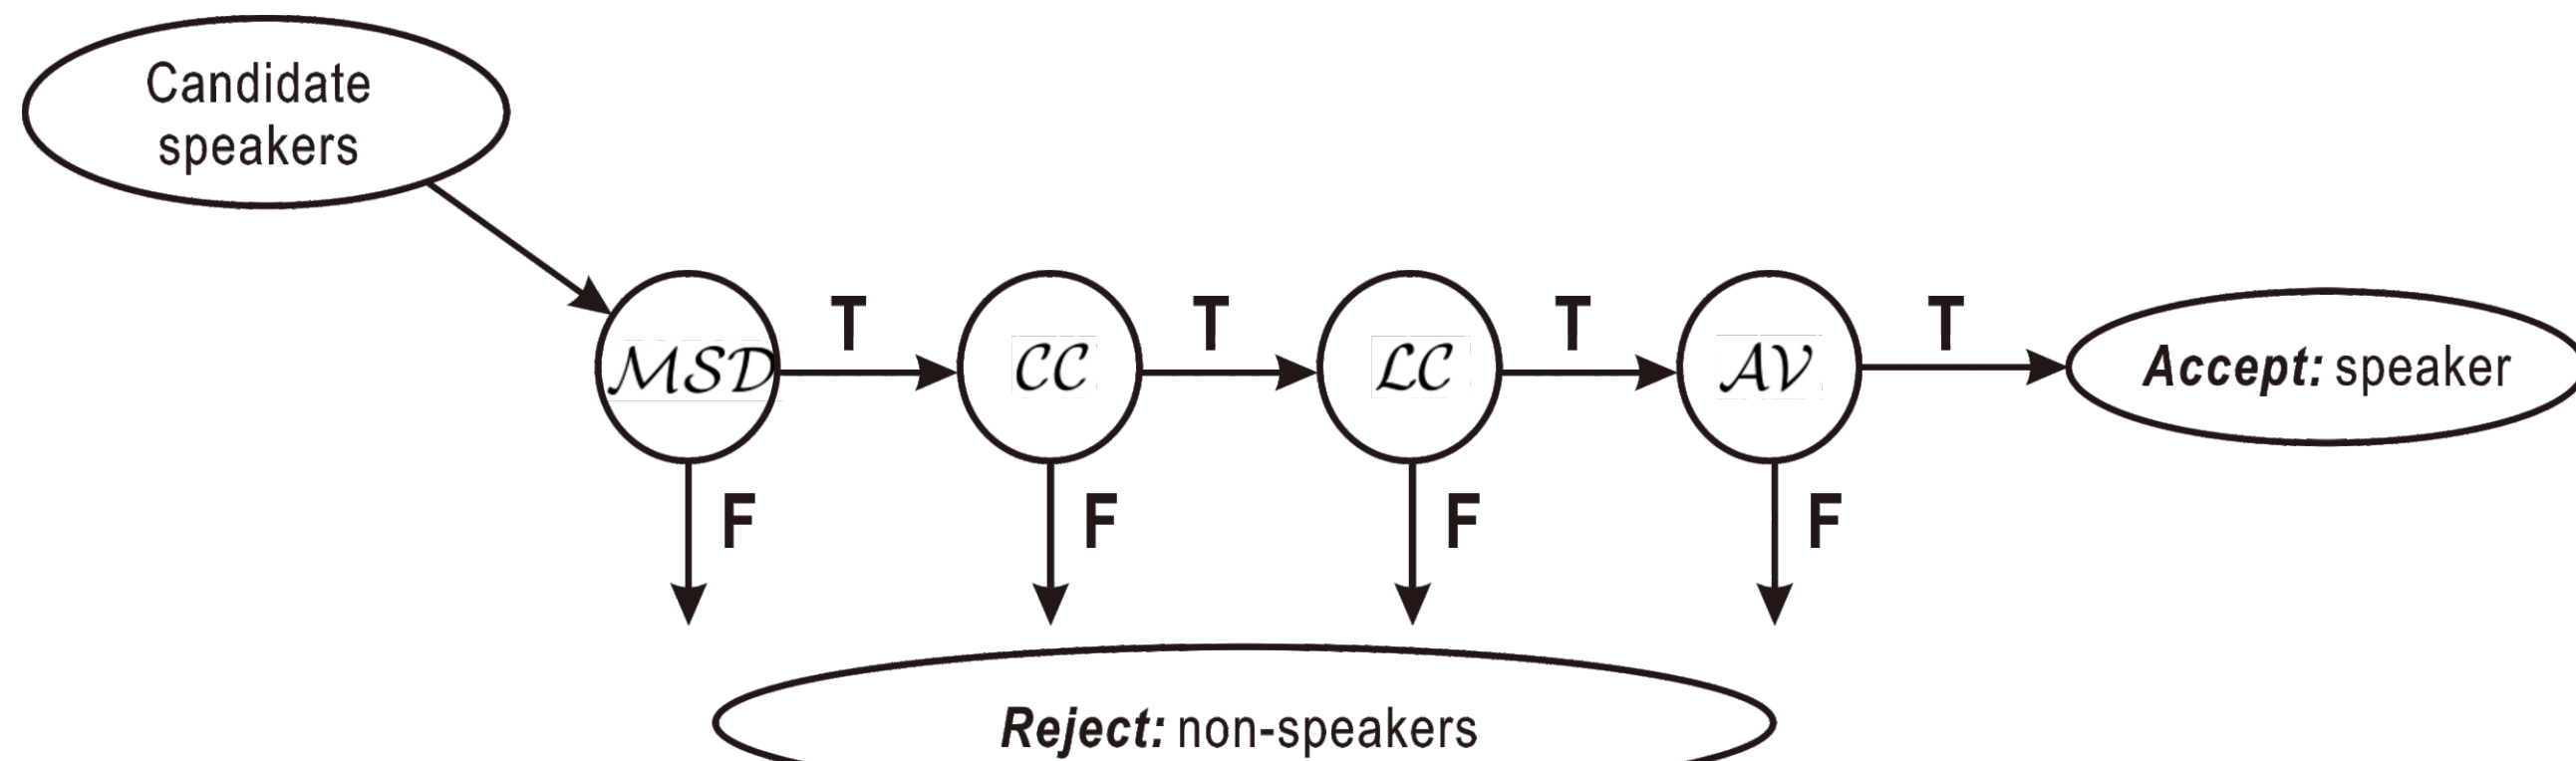 Candidate
speakers
T
T
T
T
MSD
CC
LC
AV
Accept: speaker
F
F
F
F
Reject: non-speakers